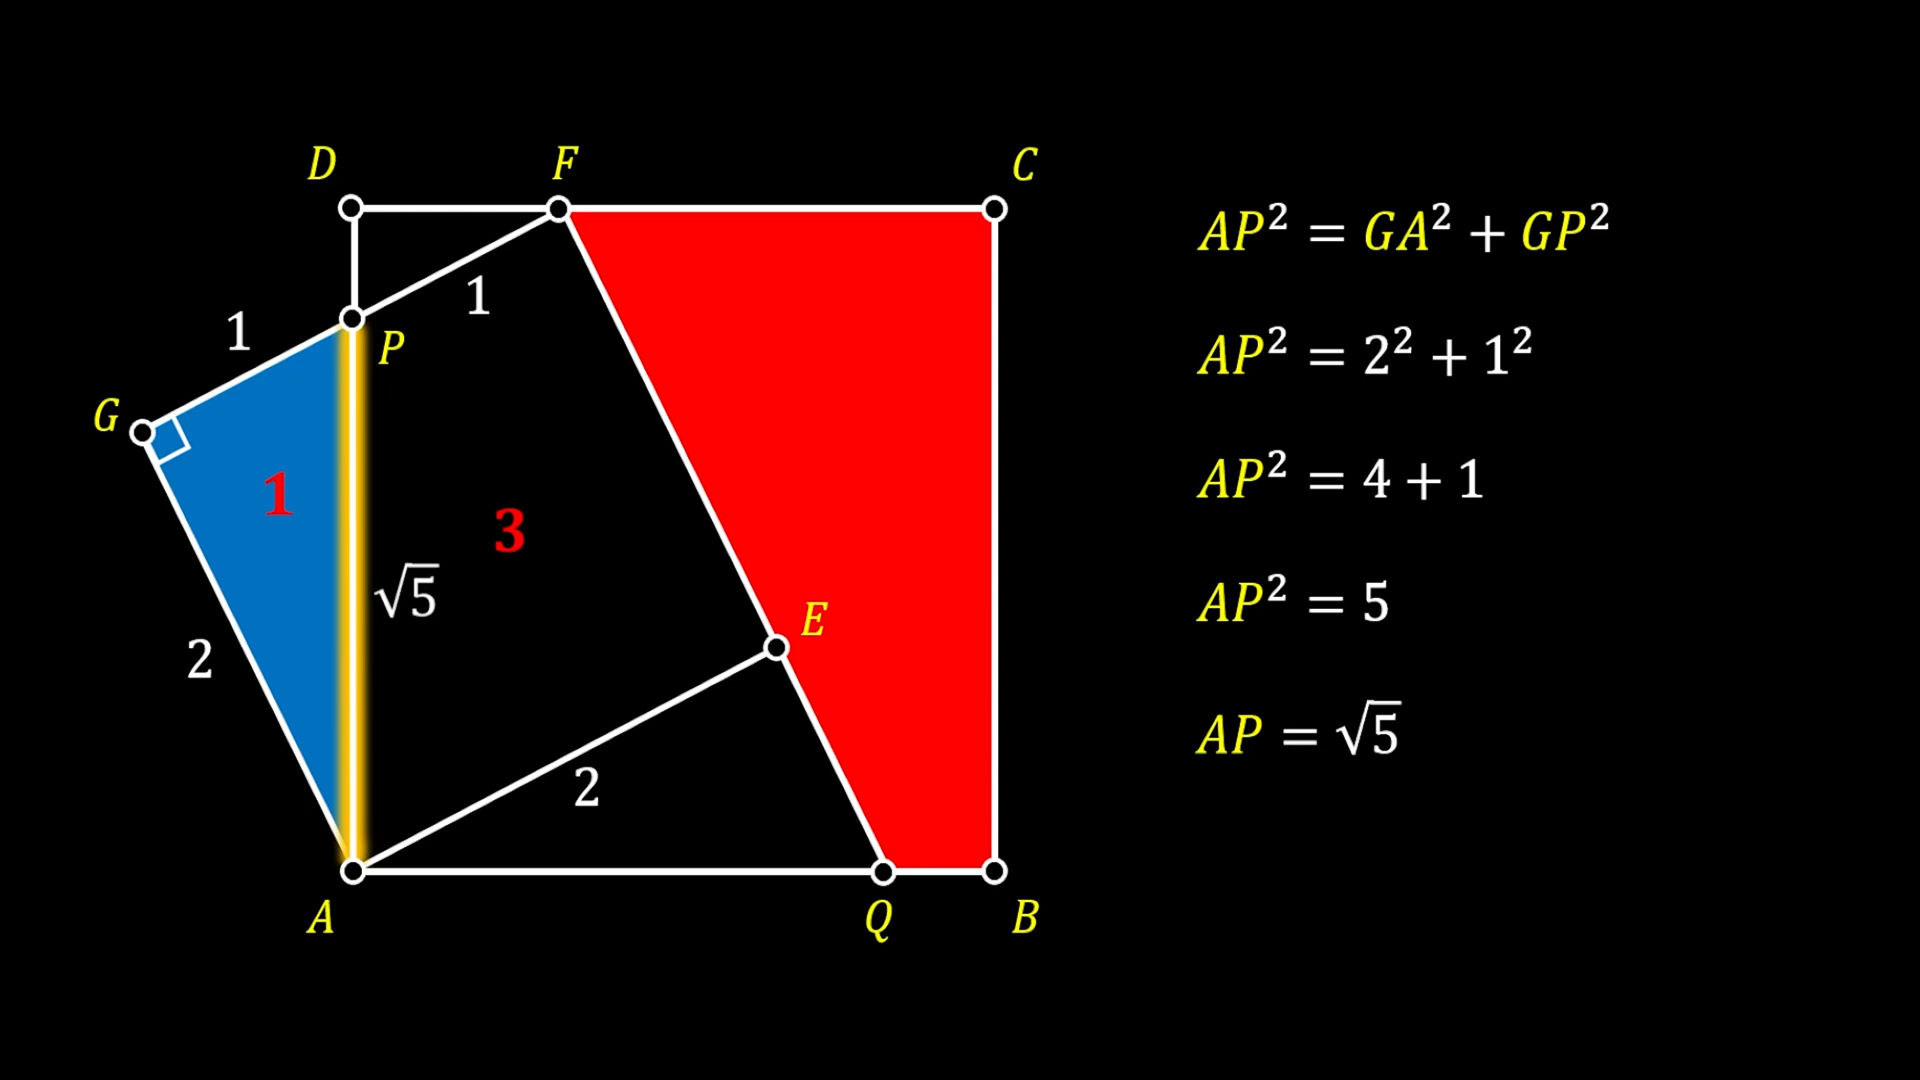 D F C
1 1
P
G
1
3
√5
E
2
2
A Q B
AP² = GA² + GP²
AP² = 2² + 1²
AP² = 4 + 1
AP² = 5
AP = √5